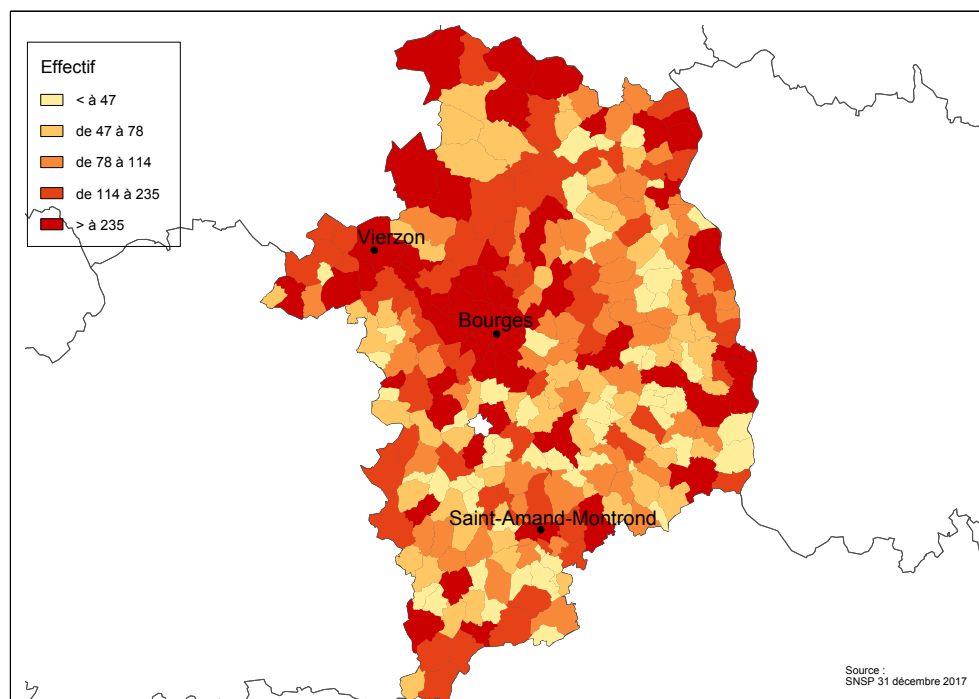 Effectif
< à 47
de 47 à 78
de 78 à 114
de 114 à 235
> à 235
Vierzon
Bourges
Saint-Amand-Montrond
Source :
SNSP 31 décembre 2017